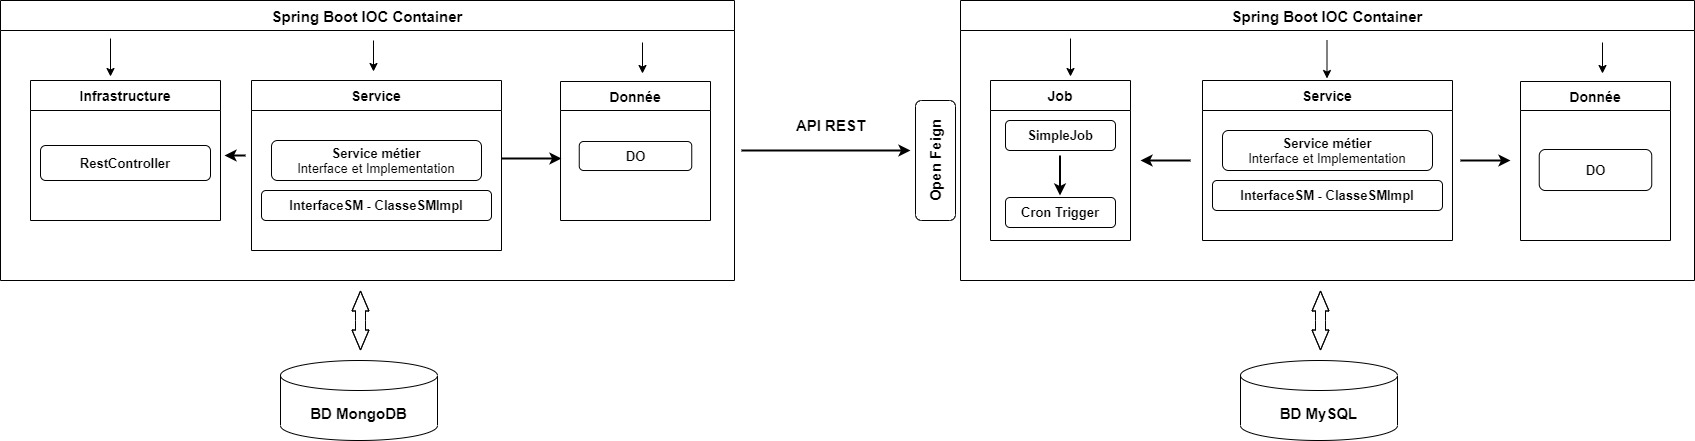 Spring Boot IOC Container
Infrastructure
RestController
Service
Service métier
Interface et Implementation
InterfaceSM - ClasseSMImpl
Donnée
DO
BD MongoDB
API REST
Open Feign
Spring Boot IOC Container
Job
SimpleJob
Cron Trigger
Service
Service métier
Interface et Implementation
InterfaceSM - ClasseSMImpl
Donnée
DO
BD MySQL